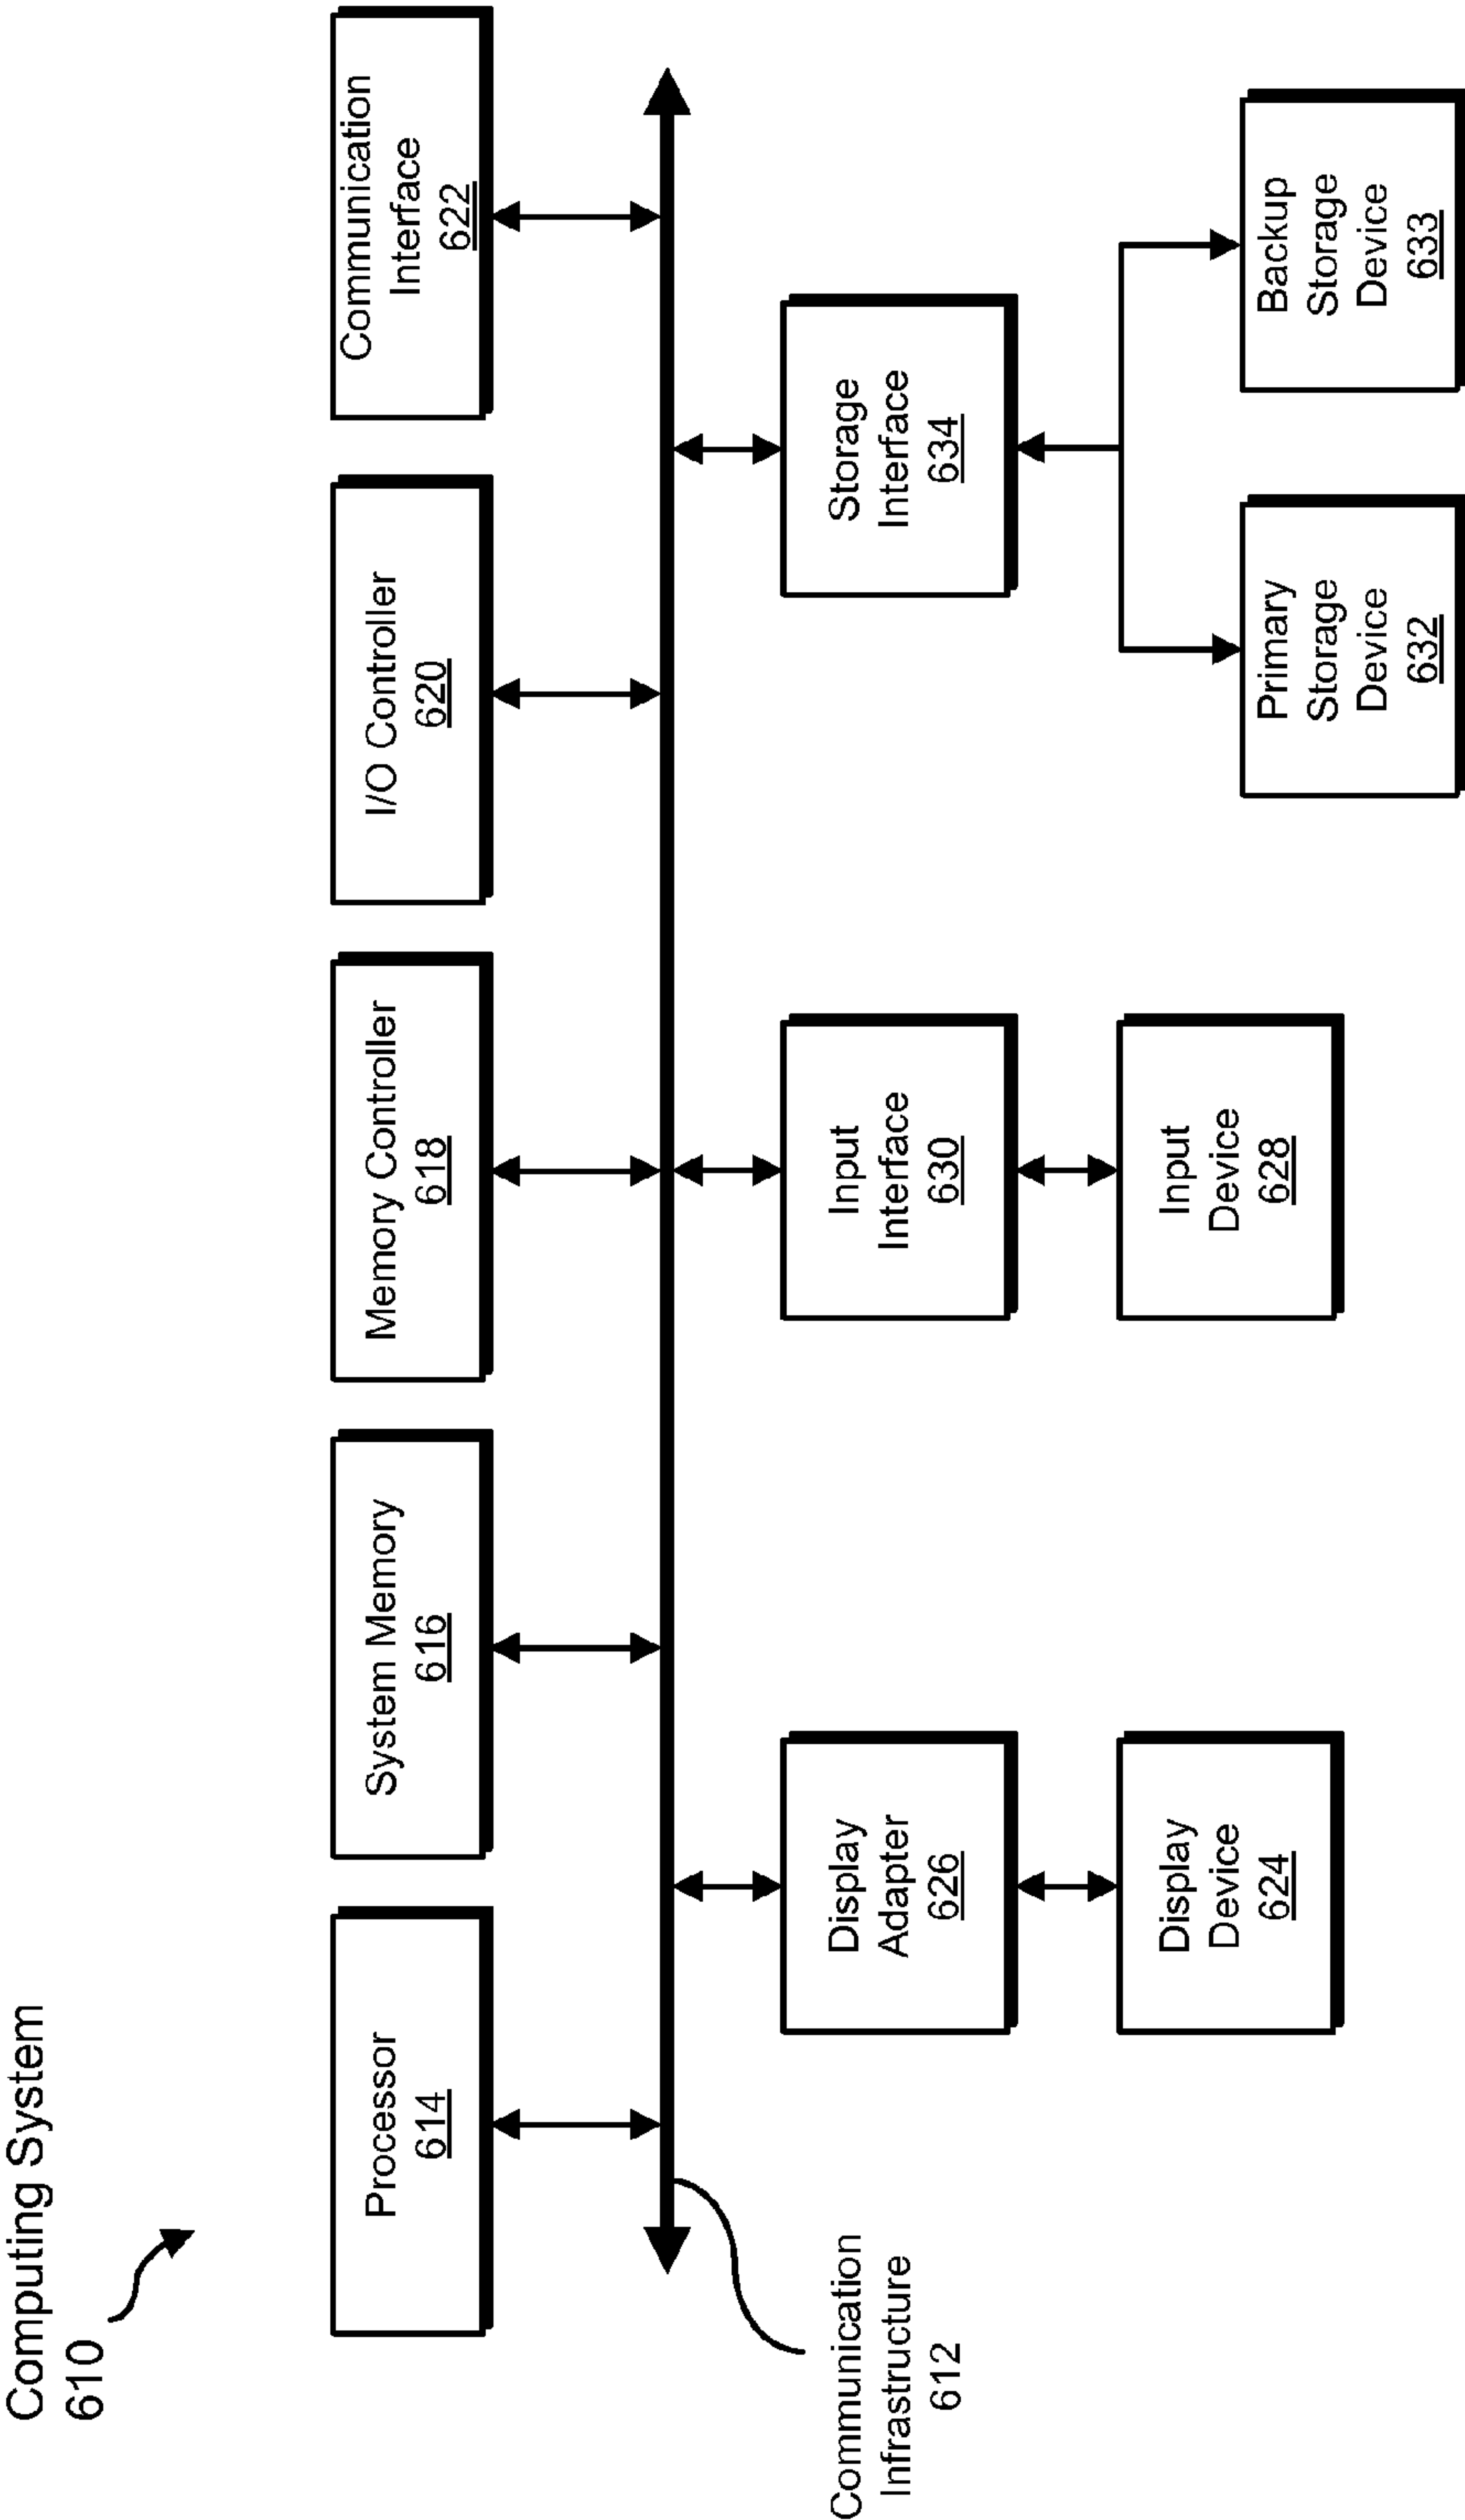 Computing System
610
Processor
614
System Memory
616
Memory Controller
618
I/O Controller
620
Communication
Interface
622
Communication
Infrastructure
612
Display
Adapter
626
Input
Interface
630
Storage
Interface
634
Display
Device
624
Input
Device
628
Primary
Storage
Device
632
Backup
Storage
Device
633